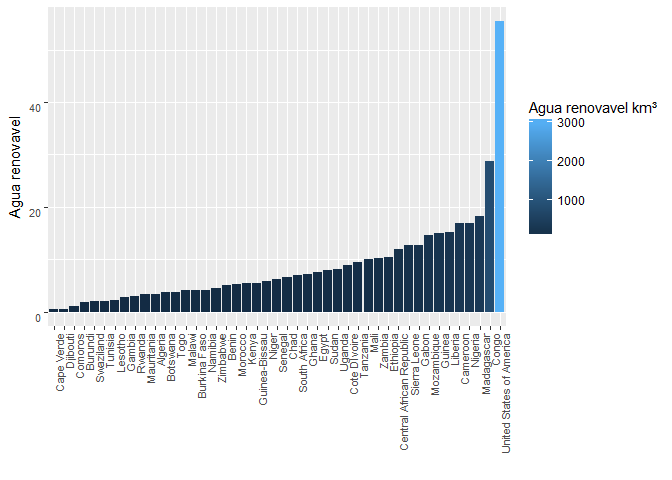 Agua renovavel
40
20
0
Cape Verde
Djibouti
Comoros
Burundi
Swaziland
Tunisia
Lesotho
Gambia
Rwanda
Mauritania
Algeria
Botswana
Togo
Malawi
Burkina Faso
Namibia
Zimbabwe
Benin
Morocco
Kenya
Guinea-Bissau
Niger
Senegal
Chad
South Africa
Ghana
Egypt
Sudan
Uganda
Cote DIvoire
Tanzania
Mali
Zambia
Ethiopia
Central African Republic
Sierra Leone
Gabon
Mozambique
Guinea
Liberia
Cameroon
Nigeria
Madagascar
Congo
United States of America
Agua renovavel km³
3000
2000
1000